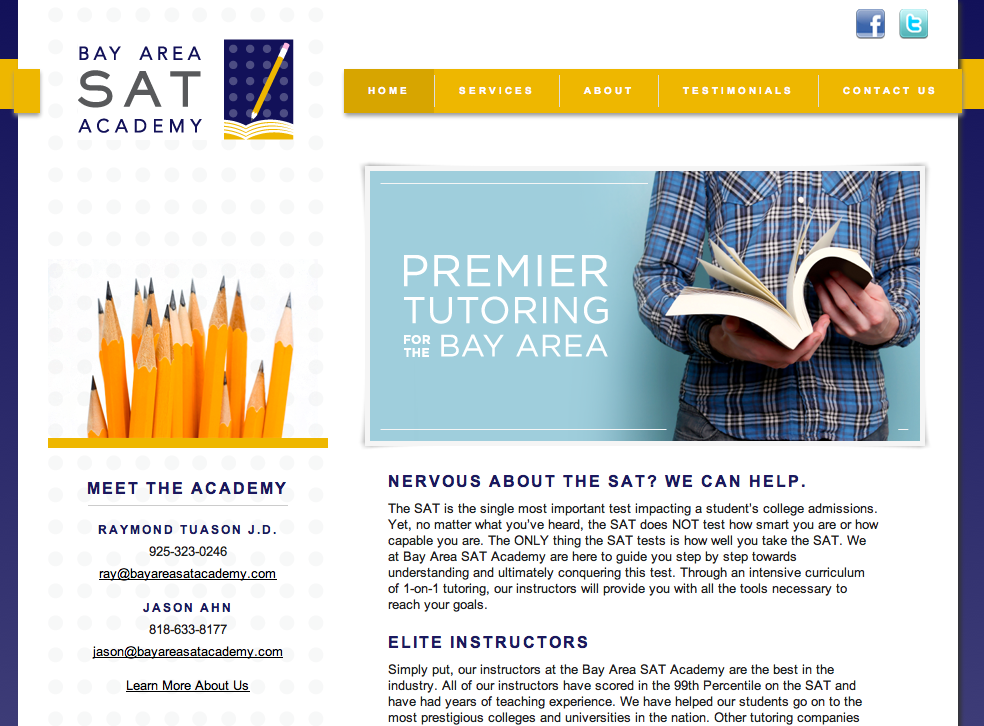 BAY AREA
SAT
ACADEMY
HOME
SERVICES
ABOUT
TESTIMONIALS
CONTACT US
PREMIER
TUTORING
FOR THE BAY AREA
MEET THE ACADEMY
RAYMOND TUASON J.D.
925-323-0246
ray@bayareasatacademy.com
JASON AHN
818-633-8177
jason@bayareasatacademy.com
Learn More About Us
NERVOUS ABOUT THE SAT? WE CAN HELP.
The SAT is the single most important test impacting a student's college admissions.
Yet, no matter what you've heard, the SAT does NOT test how smart you are or how
capable you are. The ONLY thing the SAT tests is how well you take the SAT. We
at Bay Area SAT Academy are here to guide you step by step towards
understanding and ultimately conquering this test. Through an intensive curriculum
of 1-on-1 tutoring, our instructors will provide you with all the tools necessary to
reach your goals.
ELITE INSTRUCTORS
Simply put, our instructors at the Bay Area SAT Academy are the best in the
industry. All of our instructors have scored in the 99th Percentile on the SAT and
have had years of teaching experience. We have helped our students go on to the
most prestigious colleges and universities in the nation. Other tutoring companies